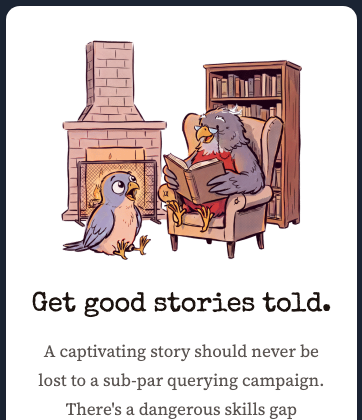 Get good stories told.
A captivating story should never be
lost to a sub-par querying campaign.
There's a dangerous skills gap